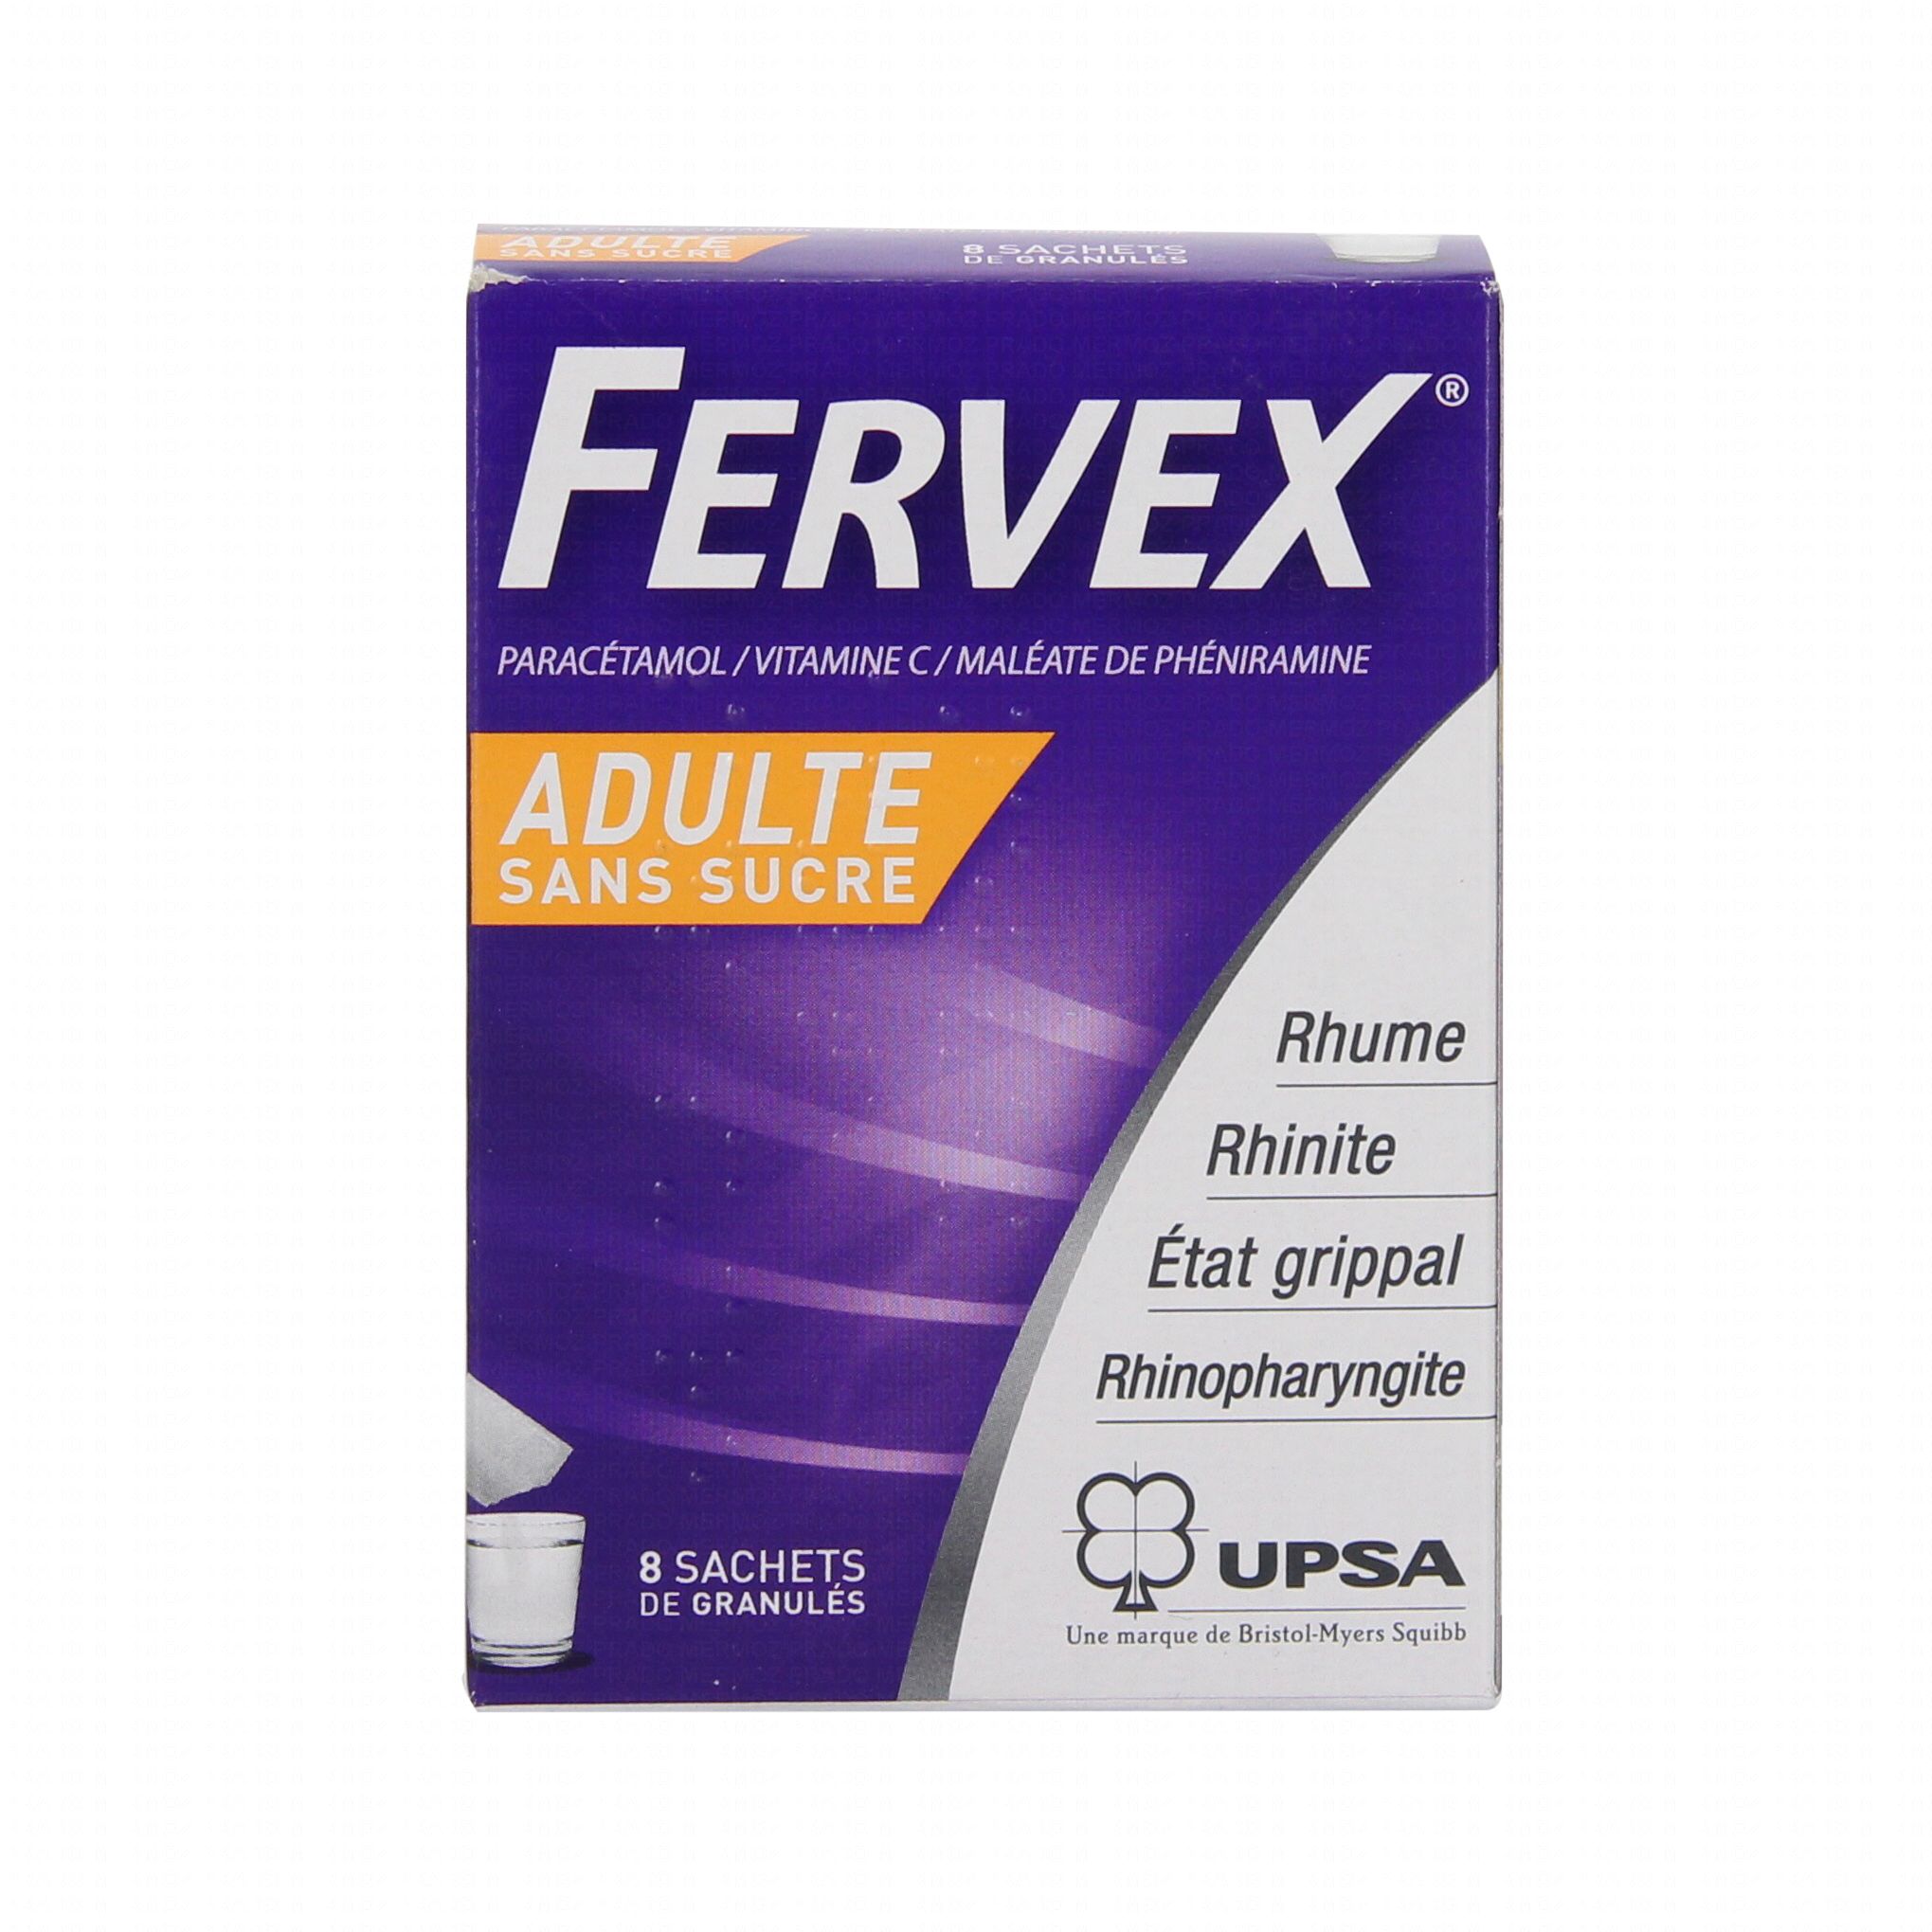 ADULTE
SANS SUCRE
8 SACHETS
DE GRANULÉS
FERVEX®
PARACÉTAMOL / VITAMINE C / MALÉATE DE PHÉNIRAMINE
ADULTE
SANS SUCRE
Rhume
Rhinite
État grippal
Rhinopharyngite
8 SACHETS
DE GRANULÉS
UPSA
Une marque de Bristol-Myers Squibb